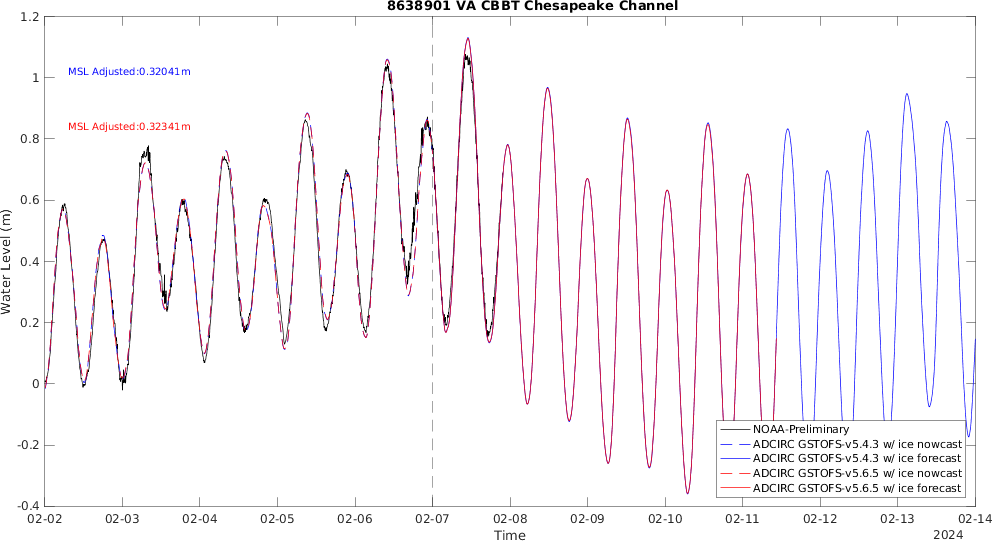 8638901 VA CBBT Chesapeake Channel
1.2
1
0.8
0.6
0.4
0.2
0
-0.2
-0.4
Water Level (m)
MSL Adjusted:0.32041m
MSL Adjusted:0.32341m
NOAA-Preliminary
ADCIRC GSTOFS-v5.4.3 w/ ice nowcast
ADCIRC GSTOFS-v5.4.3 w/ ice forecast
ADCIRC GSTOFS-v5.6.5 w/ ice nowcast
ADCIRC GSTOFS-v5.6.5 w/ ice forecast
02-02 02-03 02-04 02-05 02-06 02-07 02-08 02-09 02-10 02-11 02-12 02-13 02-14
Time
2024